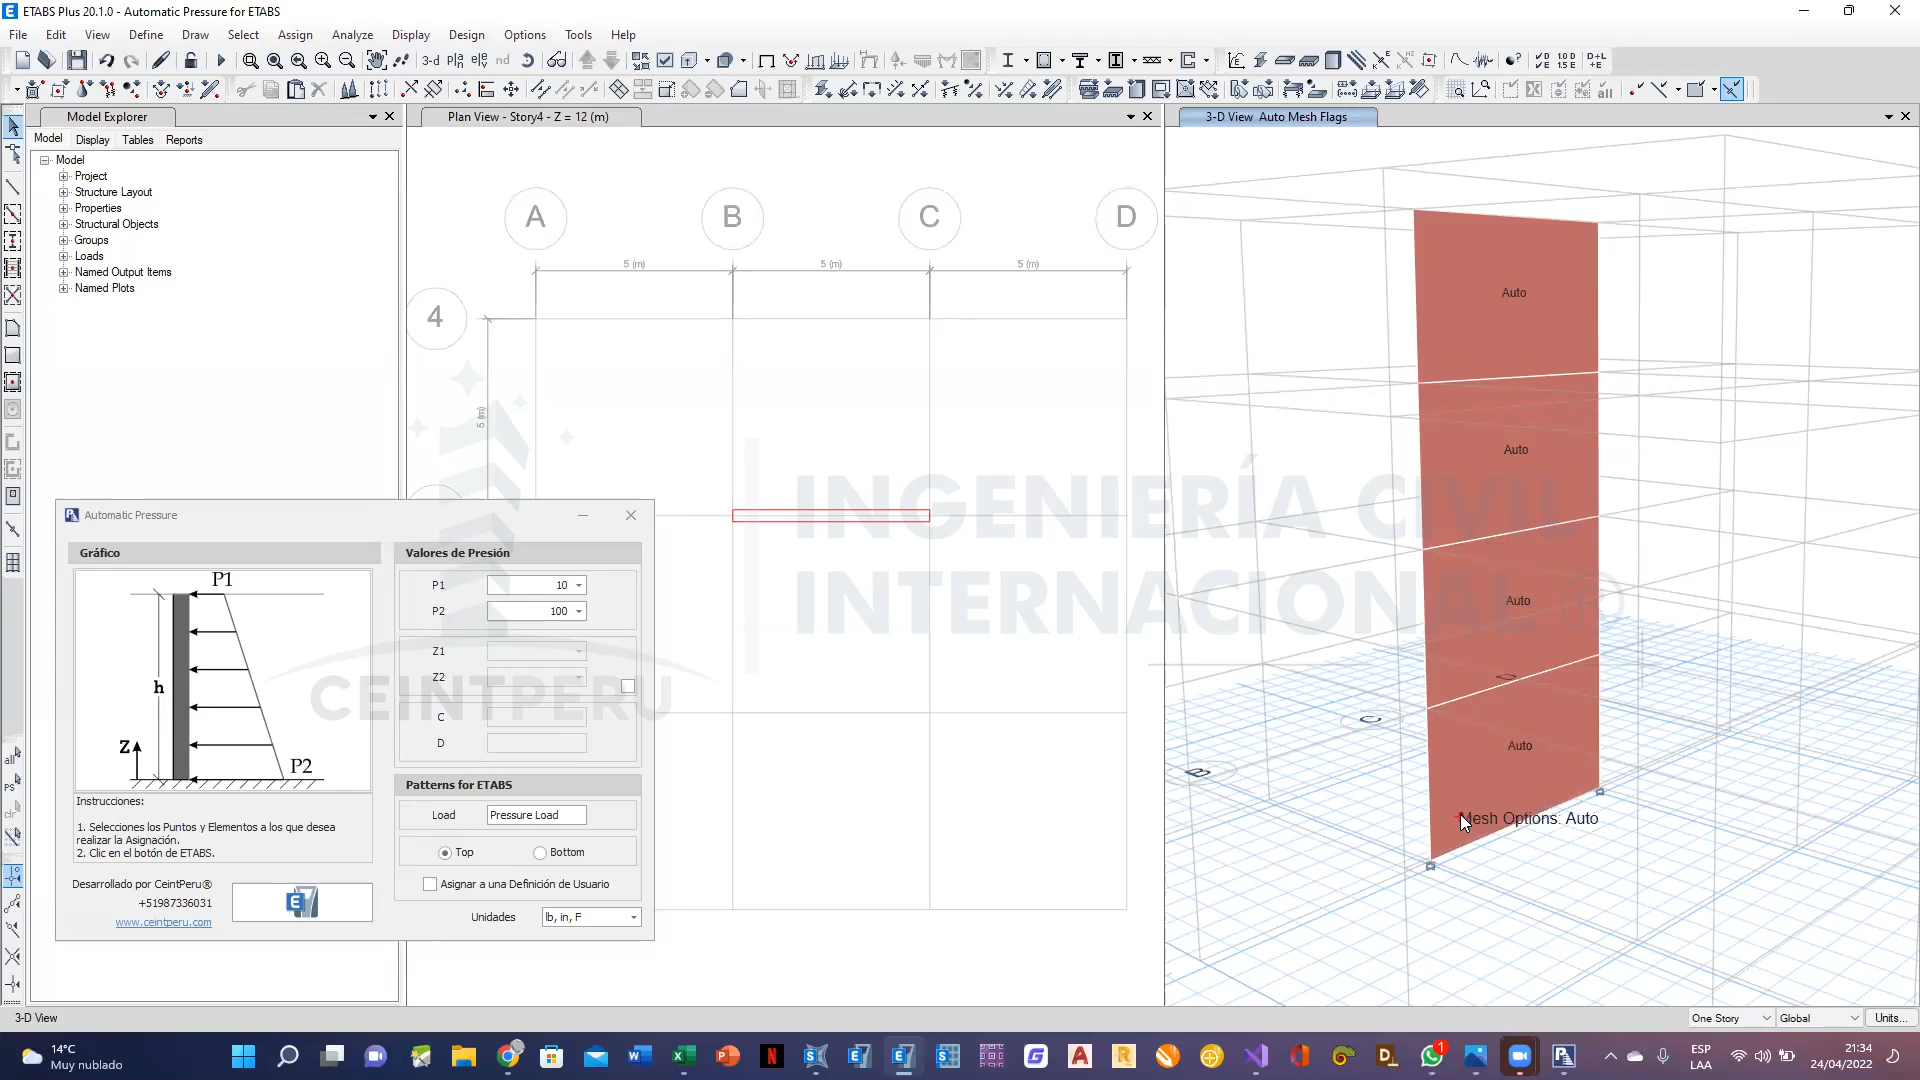 ETABS Plus 20.1.0 - Automatic Pressure for ETABS
File Edit View Define Draw Select Assign Analyze Display Design Options Tools Help
3-d
nd
Model Explorer
Plan View - Story4 - Z = 12 (m)
3-D View Auto Mesh Flags
Model Display Tables Reports
Model
Project
Structure Layout
Properties
Structural Objects
Groups
Loads
Named Output Items
Named Plots
A B C D
5 (m) 5 (m) 5 (m)
4
5 (m)
Auto
Auto
Auto
Auto
Mesh Options: Auto
B
C
D
INGENIERÍA CIVIL
INTERNACIONAL ®
CEINTPERU
Automatic Pressure
Gráfico
P1
h
Z
P2
Instrucciones:
1. Selecciones los Puntos y Elementos a los que desea
realizar la Asignación.
2. Clic en el botón de ETABS.
Desarrollado por CeintPeru®
+51987336031
www.ceintperu.com
Valores de Presión
P1 10
P2 100
Z1
Z2
C
D
Patterns for ETABS
Load Pressure Load
Top Bottom
Asignar a una Definición de Usuario
Unidades lb, in, F
3-D View
One Story Global Units...
14°C
Muy nublado
ESP
LAA
21:34
24/04/2022